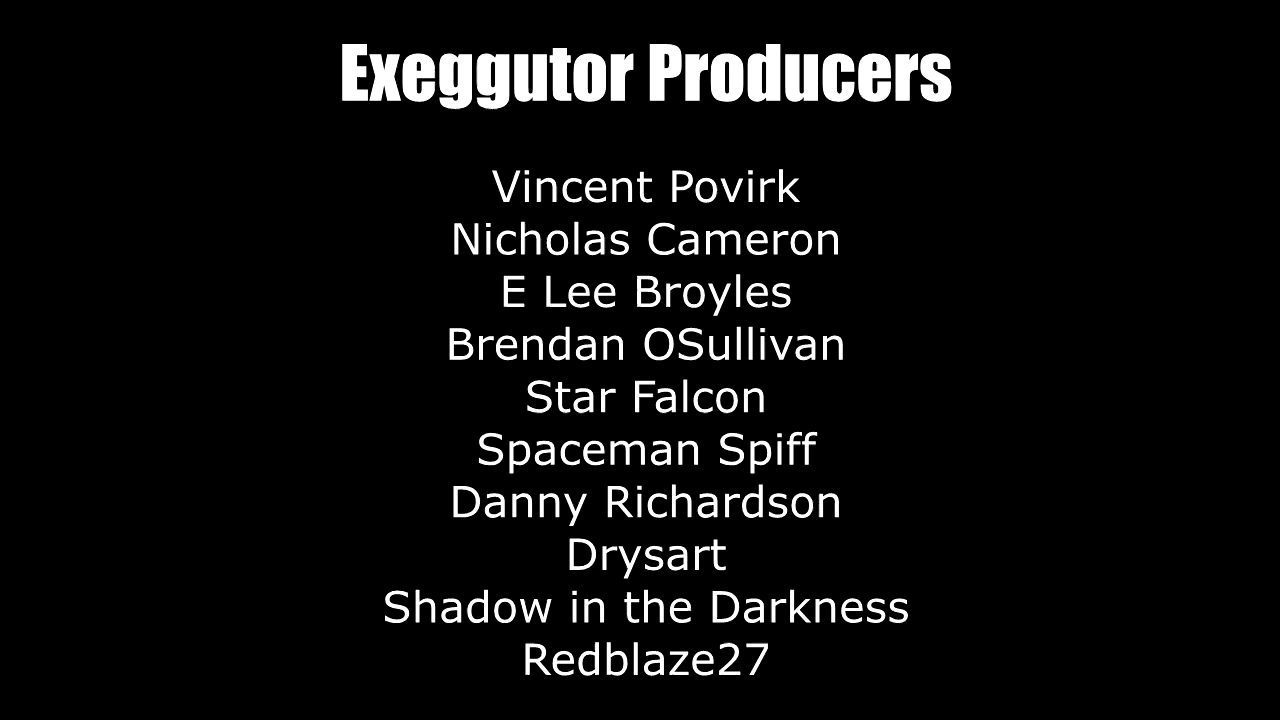 Exeggutor Producers
Vincent Povirk
Nicholas Cameron
E Lee Broyles
Brendan OSullivan
Star Falcon
Spaceman Spiff
Danny Richardson
Drysart
Shadow in the Darkness
Redblaze27